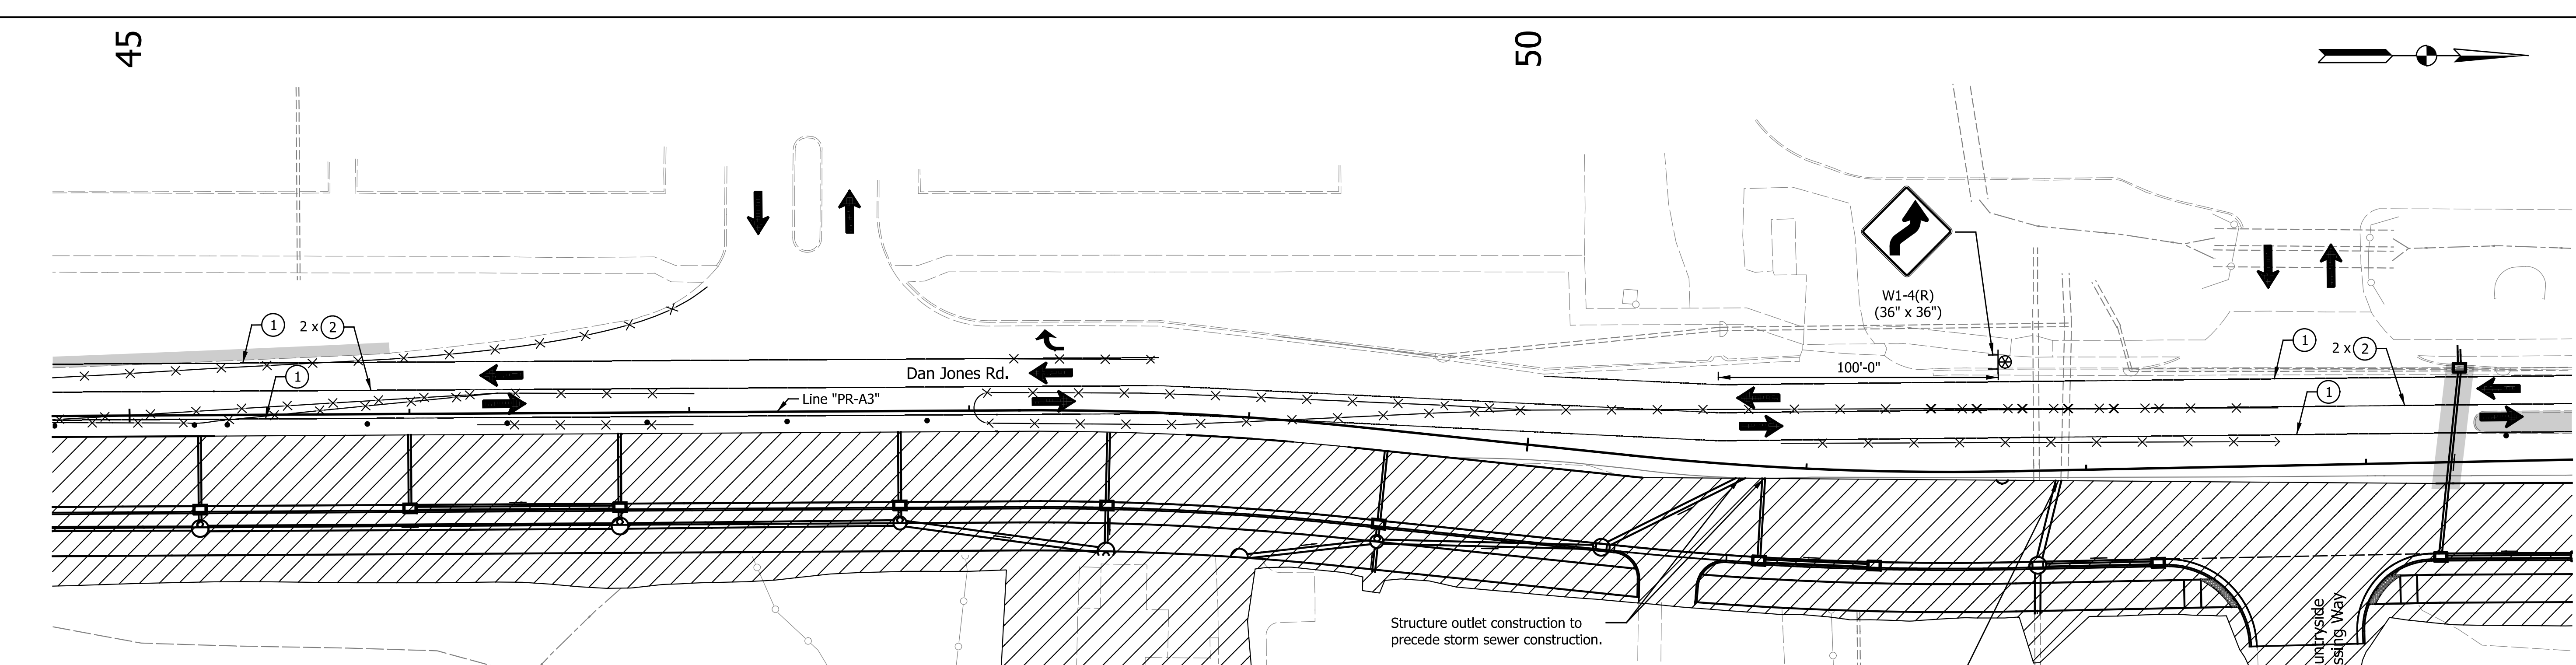 45
50
W1-4(R)
(36" x 36")
100'-0"
1
2 x 2
1
Dan Jones Rd.
Line "PR-A3"
1
2 x 2
1
Structure outlet construction to
precede storm sewer construction.